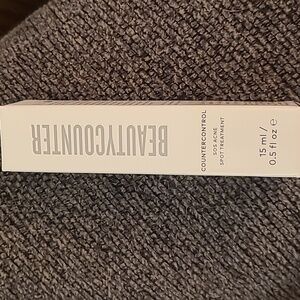 BEAUTYCOUNTER
COUNTERCONTROL
SOS ACNE
SPOT TREATMENT
15 ml /
0.5 fl oz e